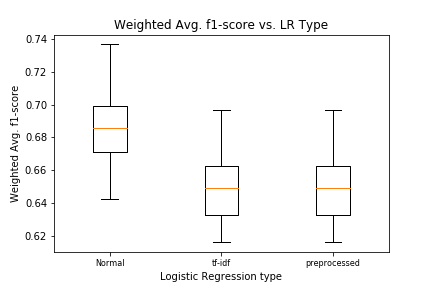 Weighted Avg. f1-score vs. LR Type
Weighted Avg. f1-score
0.74
0.72
0.70
0.68
0.66
0.64
0.62
Normal
tf-idf
preprocessed
Logistic Regression type